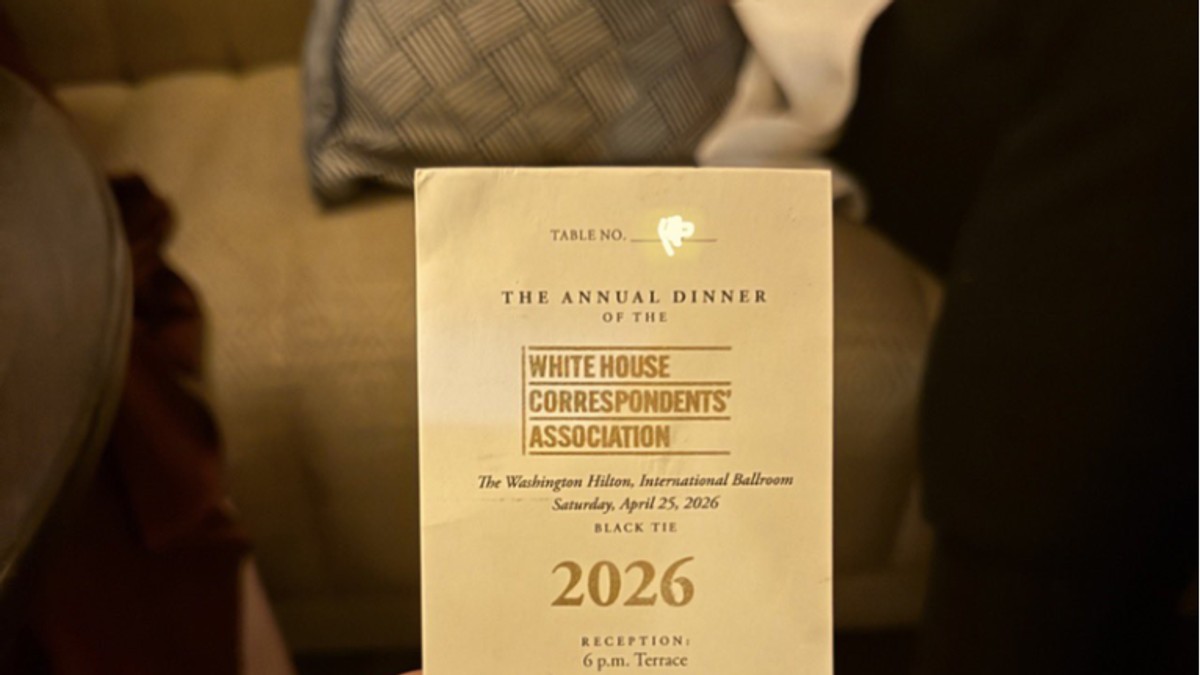 TABLE NO.
THE ANNUAL DINNER
OF THE
WHITE HOUSE
CORRESPONDENTS'
ASSOCIATION
The Washington Hilton, International Ballroom
Saturday, April 25, 2026
BLACK TIE
2026
RECEPTION:
6 p.m. Terrace